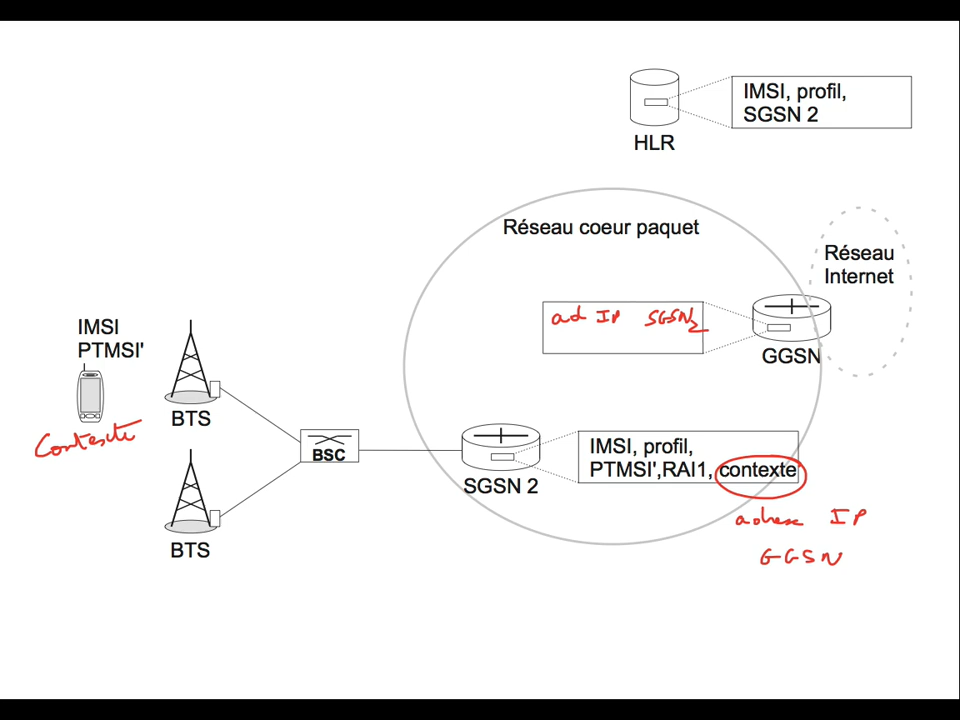 IMSI, profil,
SGSN 2
HLR
Réseau coeur paquet
Réseau
Internet
ad IP SGSN2
GGSN
IMSI
PTMSI'
BTS
contexte
BSC
SGSN 2
IMSI, profil,
PTMSI',RAI1, contexte
adresse IP
GGSN
BTS